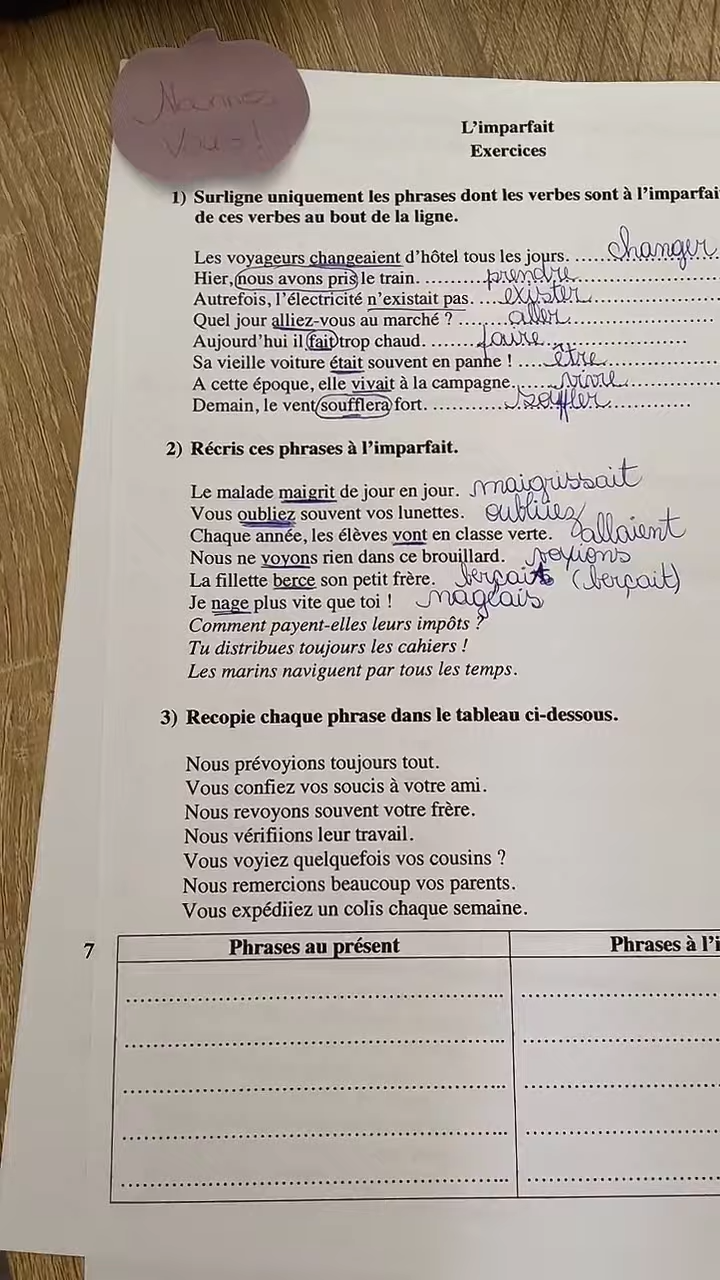 Nannez
Vous!
L'imparfait
Exercices
1) Surligne uniquement les phrases dont les verbes sont à l'imparfai
de ces verbes au bout de la ligne.
Les voyageurs changeaient d'hôtel tous les jours. ..... changer
Hier, nous avons pris le train. .......... prendre
Autrefois, l'électricité n'existait pas. .... exister
Quel jour alliez-vous au marché ? ....... aller
Aujourd'hui il fait trop chaud. ........ faire
Sa vieille voiture était souvent en panne ! ..... être
A cette époque, elle vivait à la campagne. ...... vivre
Demain, le vent soufflera fort. ............ souffler
2) Récris ces phrases à l'imparfait.
Le malade maigrit de jour en jour. maigrissait
Vous oubliez souvent vos lunettes. oubliiez
Chaque année, les élèves vont en classe verte. allaient
Nous ne voyons rien dans ce brouillard. voyions
La fillette berce son petit frère. berçait (berçait)
Je nage plus vite que toi ! nageais
Comment payent-elles leurs impôts ?
Tu distribues toujours les cahiers !
Les marins naviguent par tous les temps.
3) Recopie chaque phrase dans le tableau ci-dessous.
Nous prévoyions toujours tout.
Vous confiez vos soucis à votre ami.
Nous revoyons souvent votre frère.
Nous vérifiions leur travail.
Vous voyiez quelquefois vos cousins ?
Nous remercions beaucoup vos parents.
Vous expédiiez un colis chaque semaine.
7 Phrases au présent Phrases à l'i